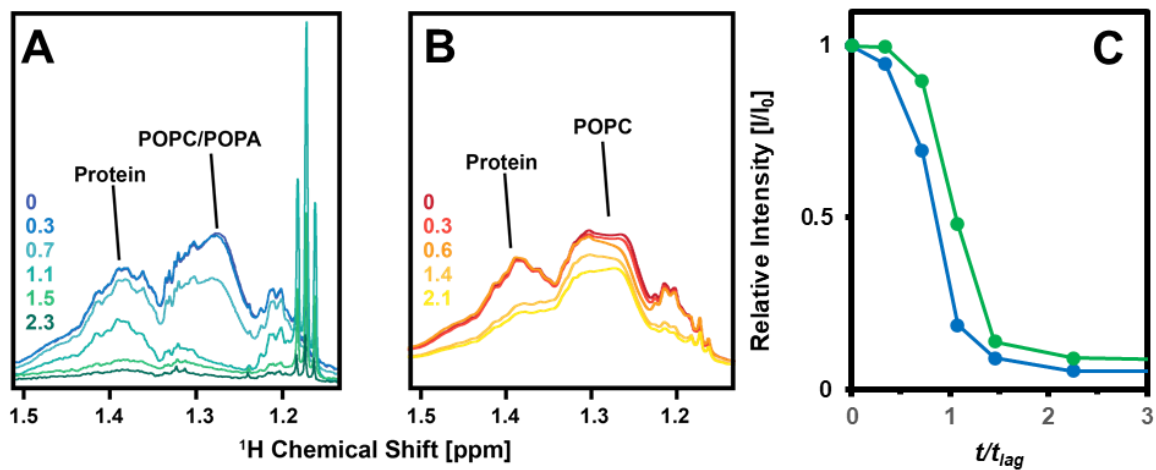 A
POPC/POPA
Protein
0
0.3
0.7
1.1
1.5
2.3
1.5
1.4
1.3
1.2
B
POPC
Protein
0
0.3
0.6
1.4
2.1
1.5
1.4
1.3
1.2
¹H Chemical Shift [ppm]
C
Relative Intensity [I/I₀]
1
0.5
0
0
1
2
3
t/tlag